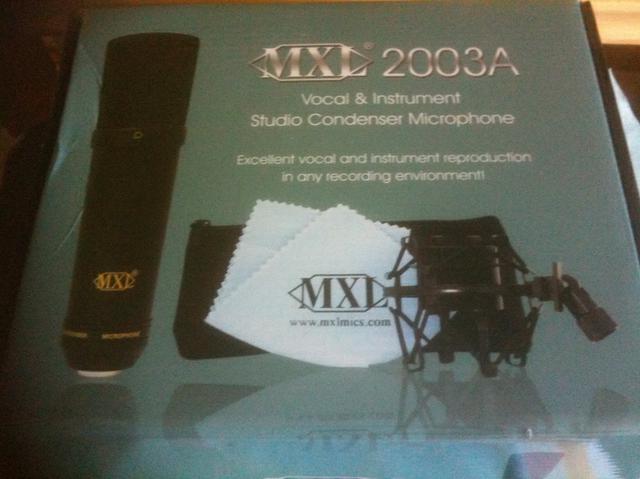 MXL® 2003A
Vocal & Instrument
Studio Condenser Microphone
Excellent vocal and instrument reproduction
in any recording environment!
MXL®
MICROPHONE
MXL
www.mxlmics.com